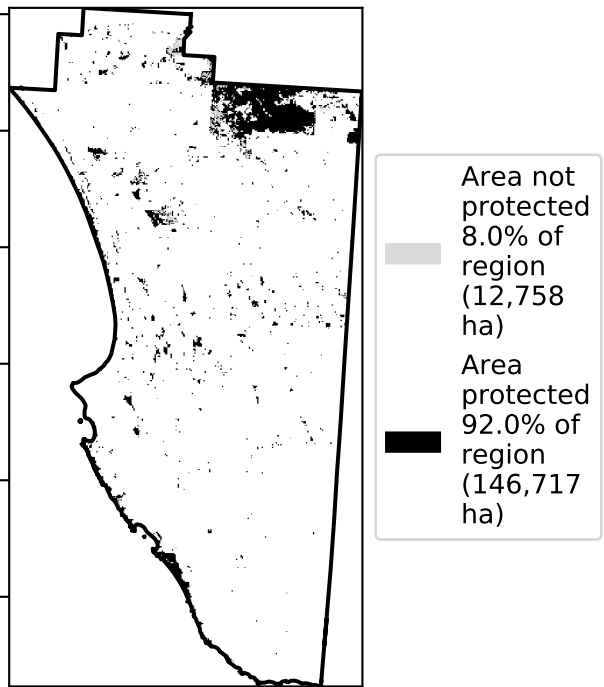 Area not
protected
8.0% of
region
(12,758
ha)
Area
protected
92.0% of
region
(146,717
ha)